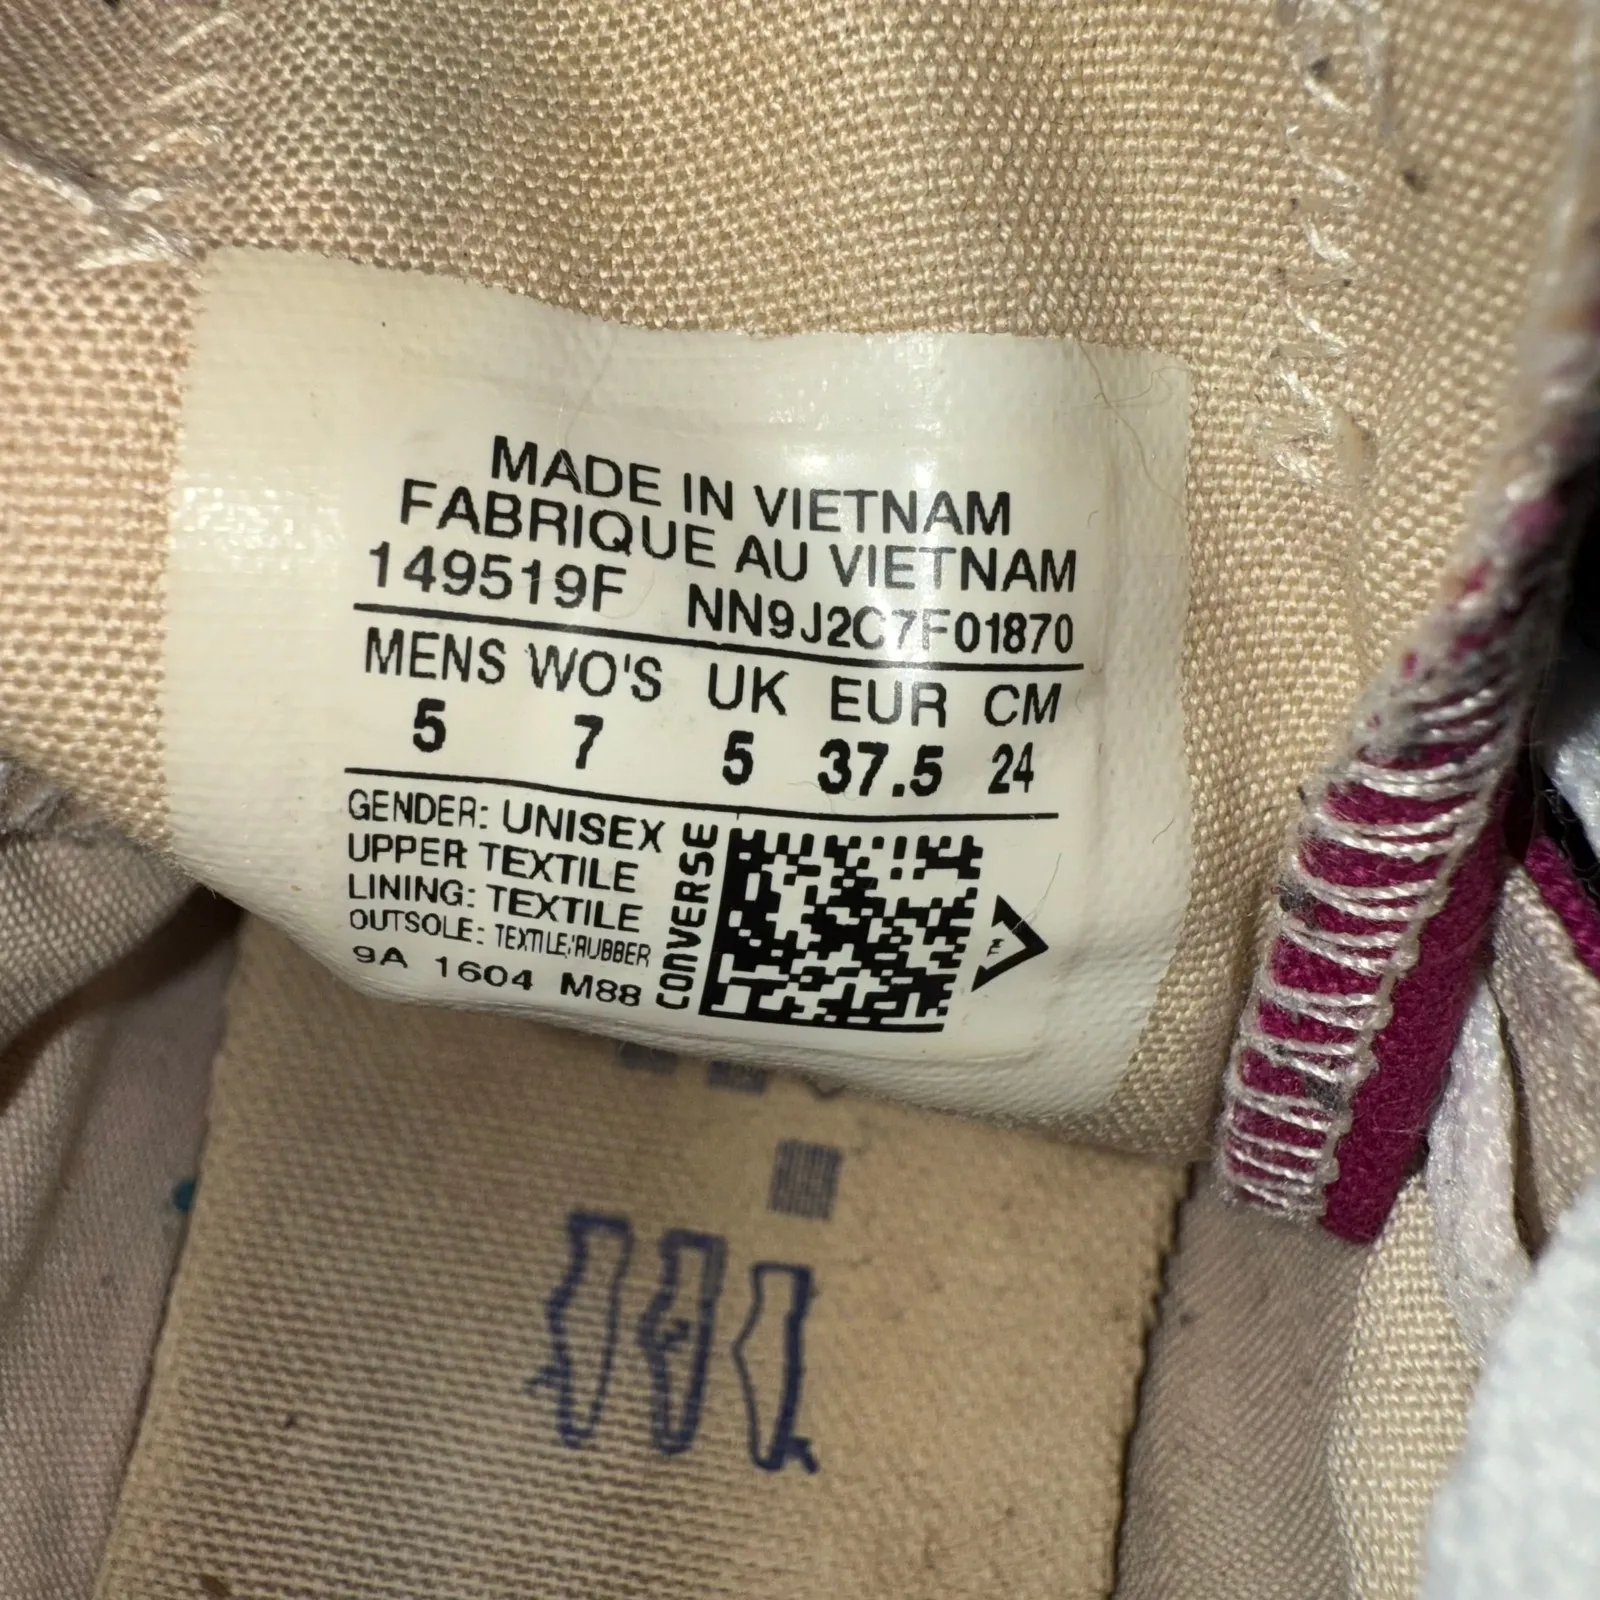 MADE IN VIETNAM
FABRIQUE AU VIETNAM
149519F NN9J2C7F01870
MENS WO'S UK EUR CM
5 7 5 37.5 24
GENDER: UNISEX
UPPER TEXTILE
LINING: TEXTILE
OUTSOLE: TEXTILE/RUBBER
9A 1604 M88
CONVERSE
TM